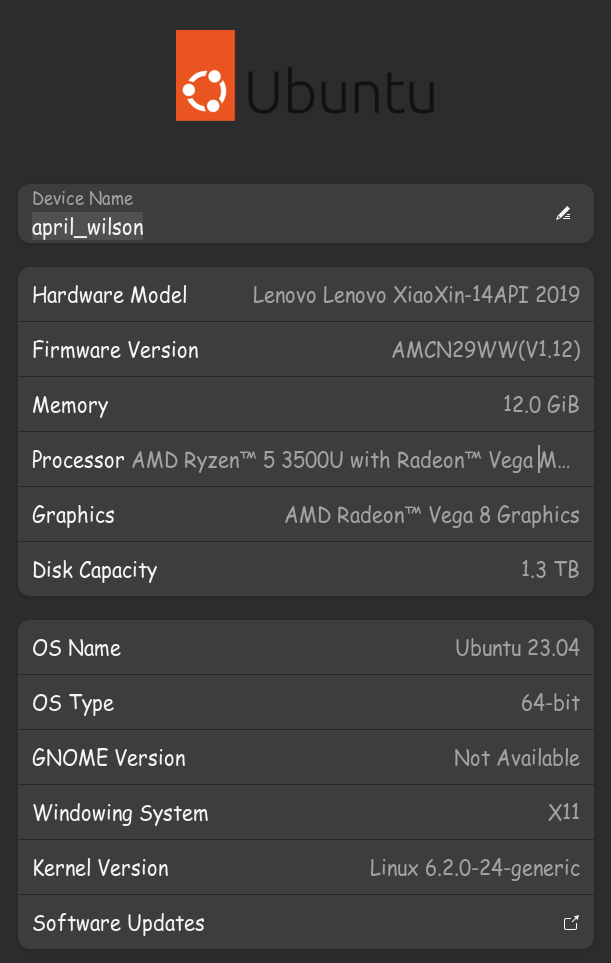 Ubuntu
Device Name
april_wilson
Hardware Model Lenovo Lenovo XiaoXin-14API 2019
Firmware Version AMCN29WW(V1.12)
Memory 12.0 GiB
Processor AMD Ryzen™ 5 3500U with Radeon™ Vega M...
Graphics AMD Radeon™ Vega 8 Graphics
Disk Capacity 1.3 TB
OS Name Ubuntu 23.04
OS Type 64-bit
GNOME Version Not Available
Windowing System X11
Kernel Version Linux 6.2.0-24-generic
Software Updates